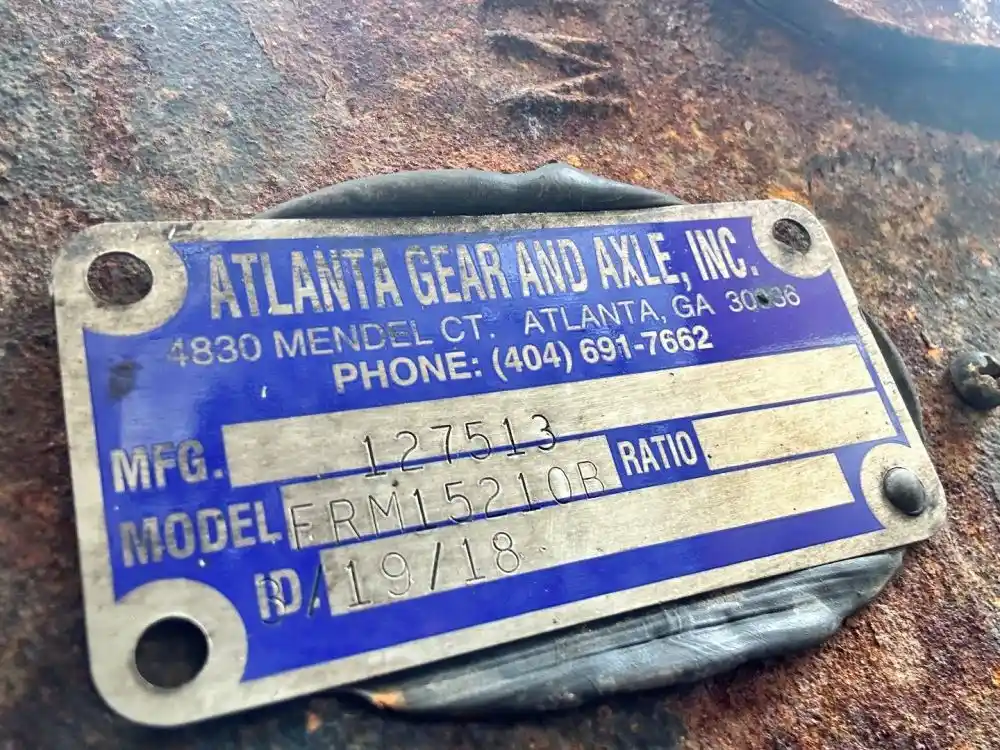 ATLANTA GEAR AND AXLE, INC.
4830 MENDEL CT. ATLANTA, GA 30336
PHONE: (404) 691-7662
MFG. 127513
MODEL FRM15210B RATIO
ID 3/19/18